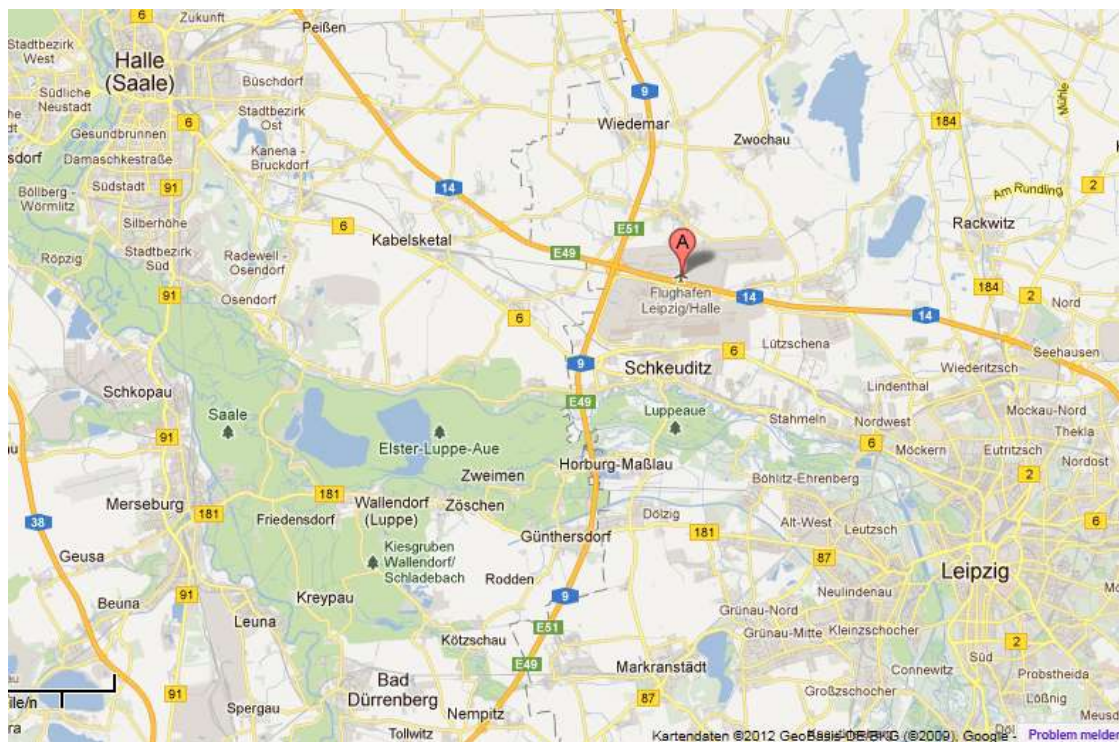 6
Zukunft
Peißen
Stadtbezirk
West
Halle
(Saale)
Büschdorf
9
Südliche
Neustadt
Stadtbezirk
Ost
6
Gesundbrunnen
Wiedemar
184
Mühle
Zwochau
Kanena -
Bruckdorf
Damaschkestraße
Südstadt
91
14
2
Böllberg -
Wörmlitz
Am Rundling
Silberhöhe
6
E51
Rackwitz
Kabelsketal
A
Röpzig
Stadtbezirk
Süd
Radewell -
Osendorf
E49
Osendorf
91
Flughafen
Leipzig/Halle
14
184
2
Nord
6
14
Lützschena
6
Seehausen
9
Schkeuditz
Wiederitzsch
Schkopau
Lindenthal
E49
Luppeaue
Mockau-Nord
Saale
Stahmeln
Nordwest
Thekla
91
Elster-Luppe-Aue
6
Möckern
Eutritzsch
Nordost
Zweimen
Horburg-Maßlau
Böhlitz-Ehrenberg
181
Wallendorf
(Luppe)
Zöschen
2
Merseburg
181
Friedensdorf
Dölzig
181
Alt-West
Leutzsch
6
38
Günthersdorf
Geusa
Kiesgruben
Wallendorf/
Schladebach
87
Leipzig
Rodden
Neulindenau
91
Kreypau
9
Beuna
Leuna
Grünau-Nord
Kötzschau
E51
Grünau-Mitte
Kleinzschocher
2
E49
Markranstädt
Süd
Connewitz
Probstheida
Bad
Dürrenberg
91
87
Großzschocher
Lößnig
Spergau
Nempitz
Meusd
Tollwitz
Kartendaten ©2012 GeoBasis-DE/BKG (©2009), Google -
Problem melden